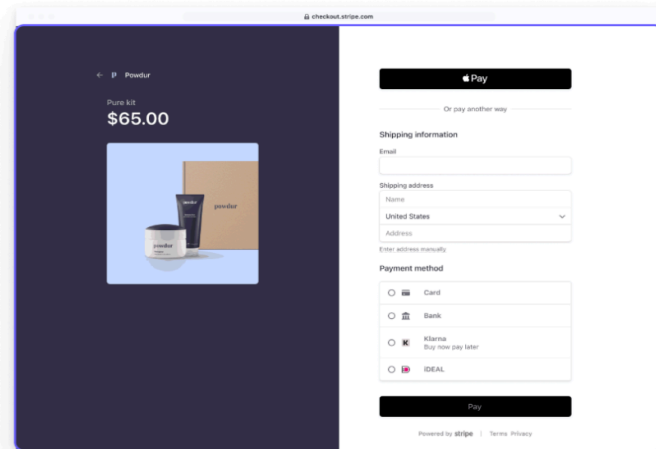 checkout.stripe.com
Powdur
Pure kit
$65.00
powdur
powdur
powdur
Pay
Or pay another way
Shipping information
Email
Shipping address
Name
United States
Address
Enter address manually
Payment method
Card
Bank
K Klarna
Buy now pay later
iDEAL
Pay
Powered by stripe | Terms Privacy